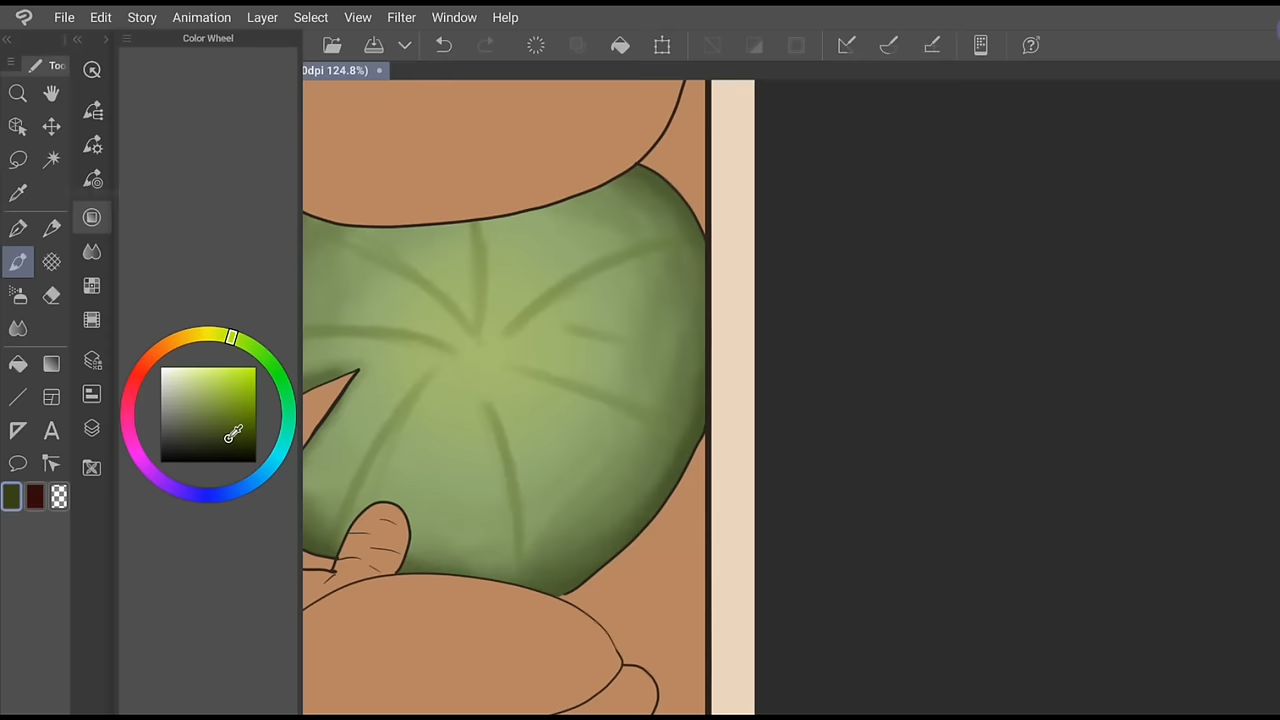 File Edit Story Animation Layer Select View Filter Window Help
Color Wheel
Too
0dpi 124.8%)